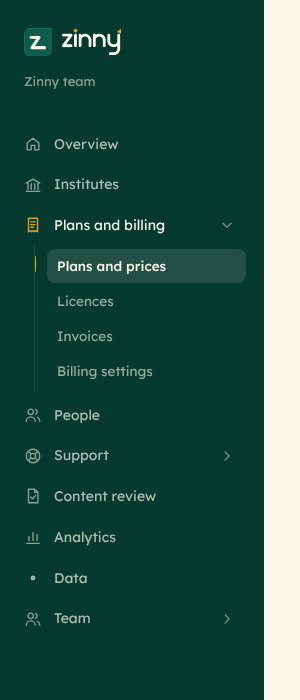 z zinny
Zinny team
Overview
Institutes
Plans and billing
Plans and prices
Licences
Invoices
Billing settings
People
Support
Content review
Analytics
Data
Team